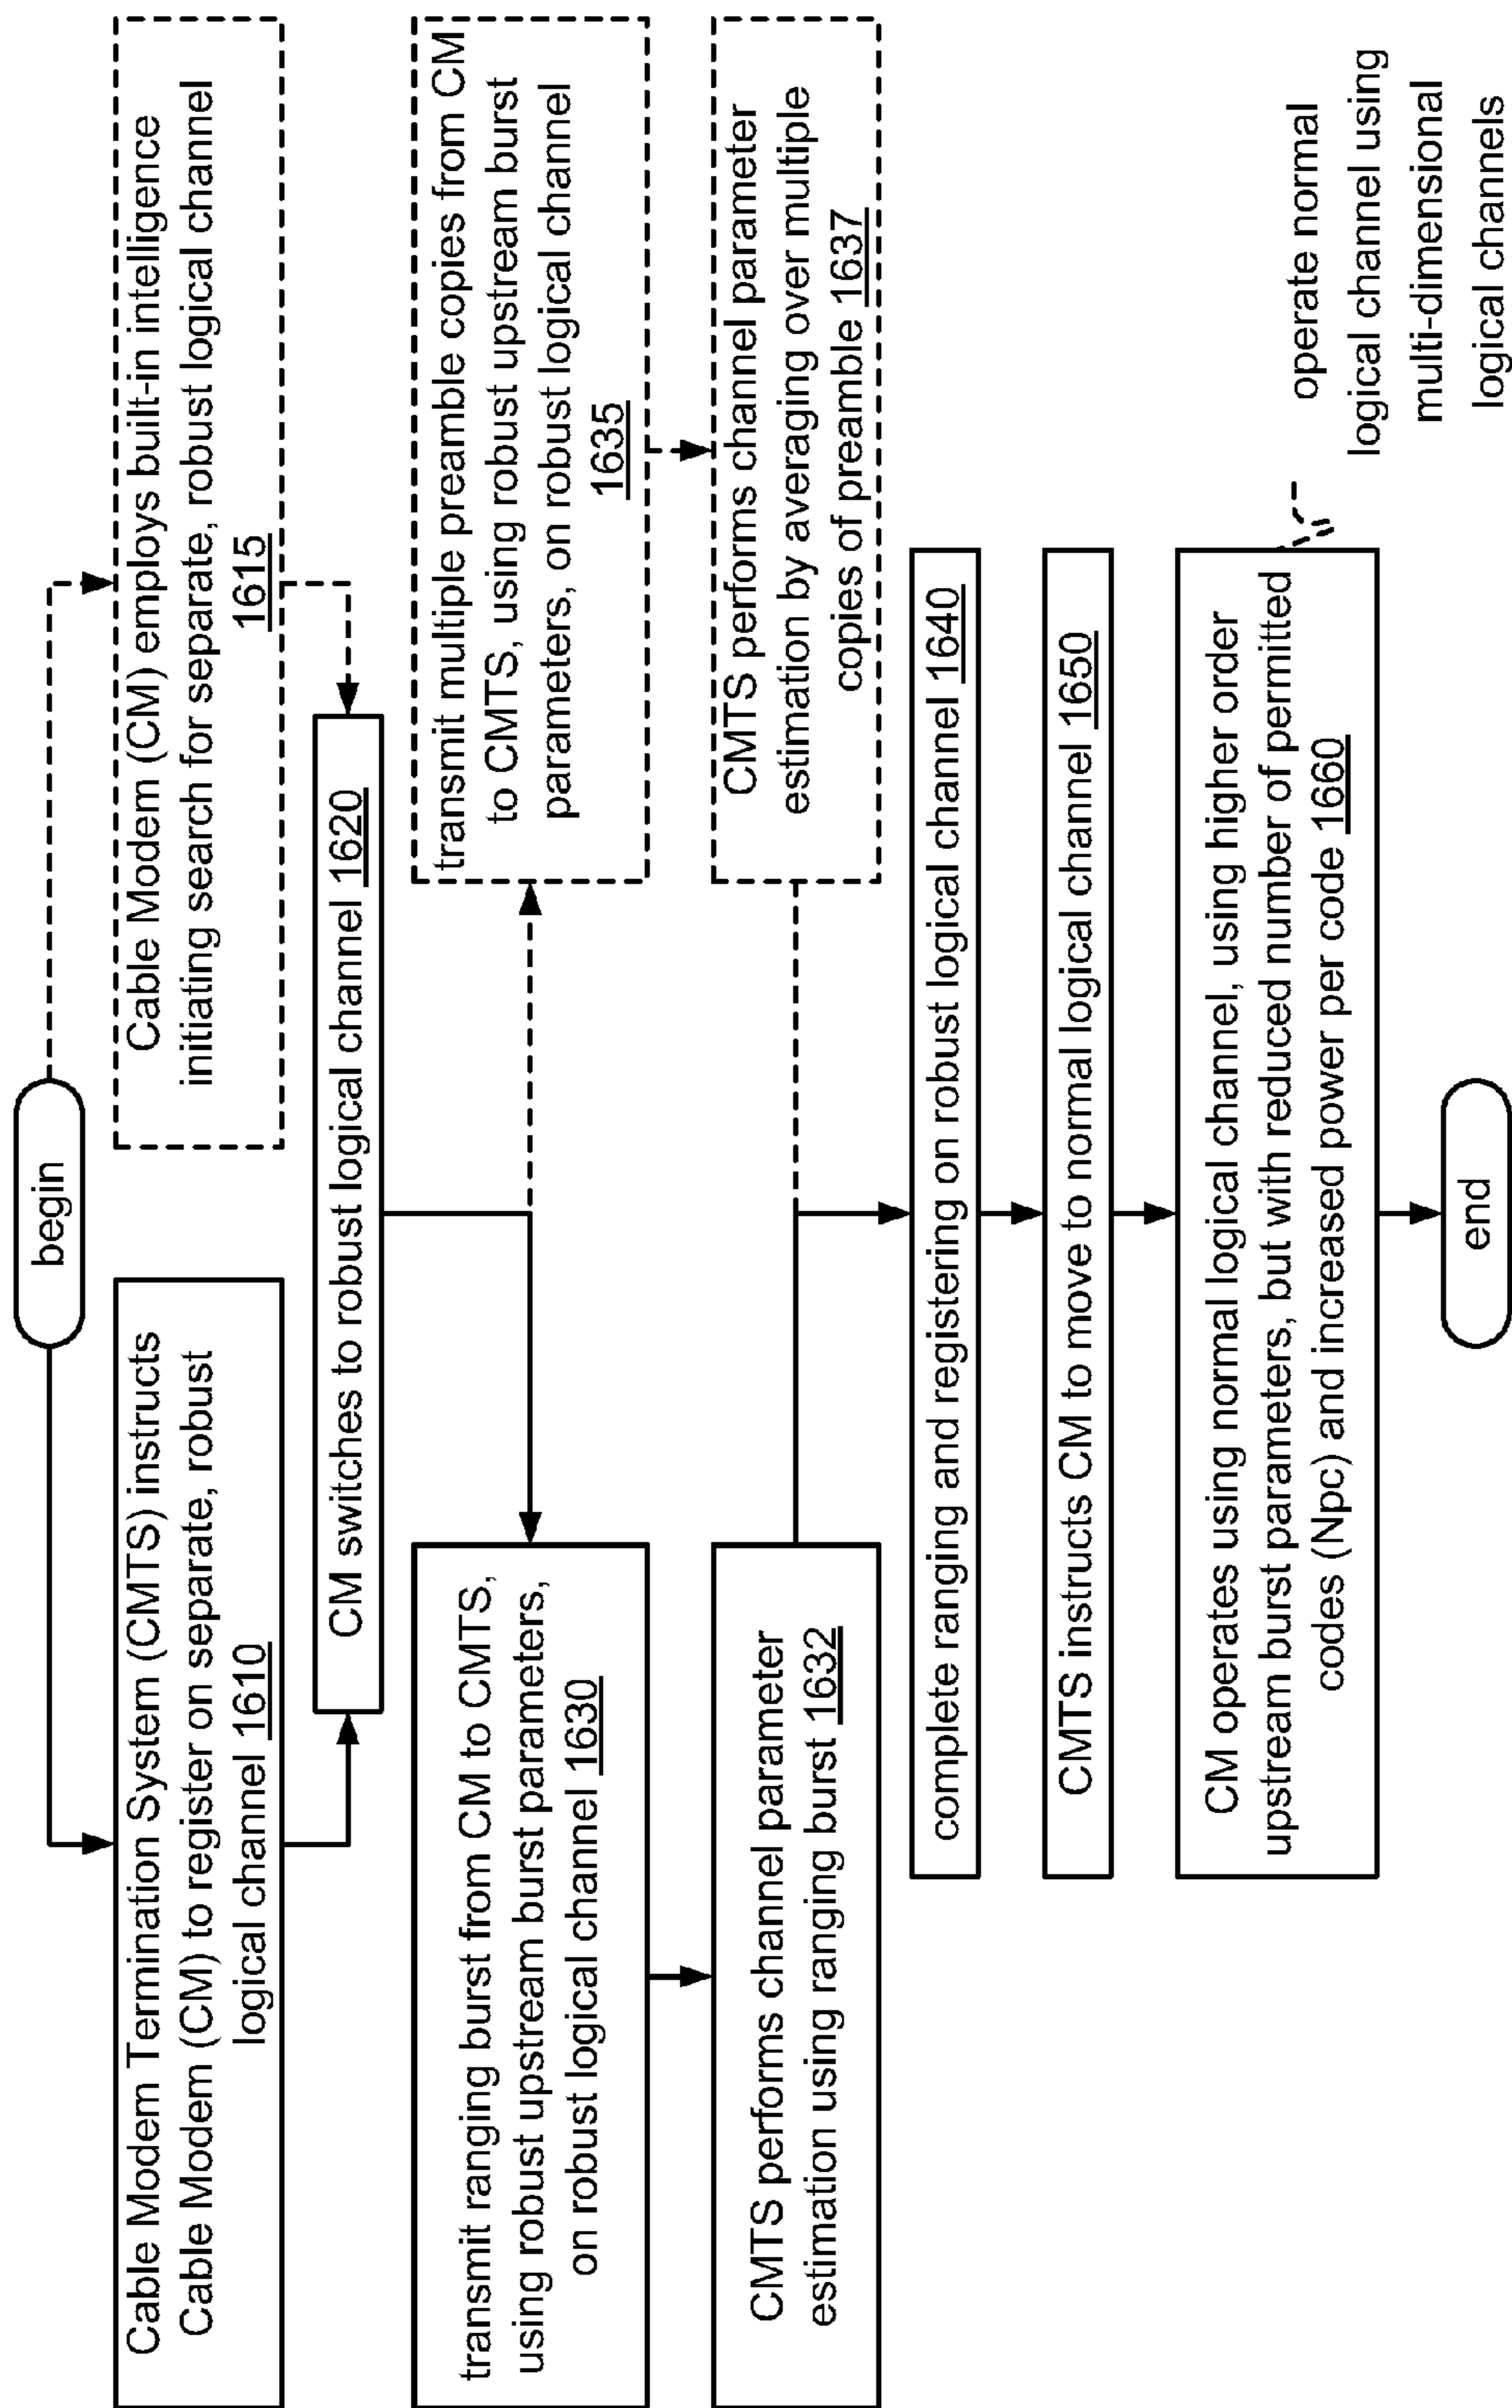 begin
Cable Modem Termination System (CMTS) instructs
Cable Modem (CM) to register on separate, robust
logical channel 1610
Cable Modem (CM) employs built-in intelligence
initiating search for separate, robust logical channel
1615
CM switches to robust logical channel 1620
transmit ranging burst from CM to CMTS,
using robust upstream burst parameters,
on robust logical channel 1630
transmit multiple preamble copies from CM
to CMTS, using robust upstream burst
parameters, on robust logical channel
1635
CMTS performs channel parameter
estimation using ranging burst 1632
CMTS performs channel parameter
estimation by averaging over multiple
copies of preamble 1637
complete ranging and registering on robust logical channel 1640
CMTS instructs CM to move to normal logical channel 1650
CM operates using normal logical channel, using higher order
upstream burst parameters, but with reduced number of permitted
codes (Npc) and increased power per code 1660
operate normal
logical channel using
multi-dimensional
logical channels
end